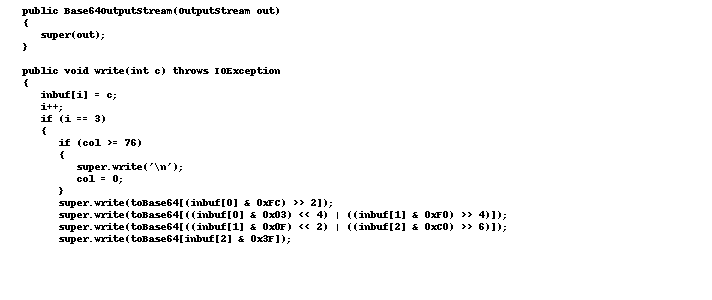 public Base64OutputStream(OutputStream out)
{
super(out);
}
public void write(int c) throws IOException
{
inbuf[i] = c;
i++;
if (i == 3)
{
if (col >= 76)
{
super.write('\n');
col = 0;
}
super.write(toBase64[(inbuf[0] & 0xFC) >> 2]);
super.write(toBase64[((inbuf[0] & 0x03) << 4) | ((inbuf[1] & 0xF0) >> 4)]);
super.write(toBase64[((inbuf[1] & 0x0F) << 2) | ((inbuf[2] & 0xC0) >> 6)]);
super.write(toBase64[inbuf[2] & 0x3F]);